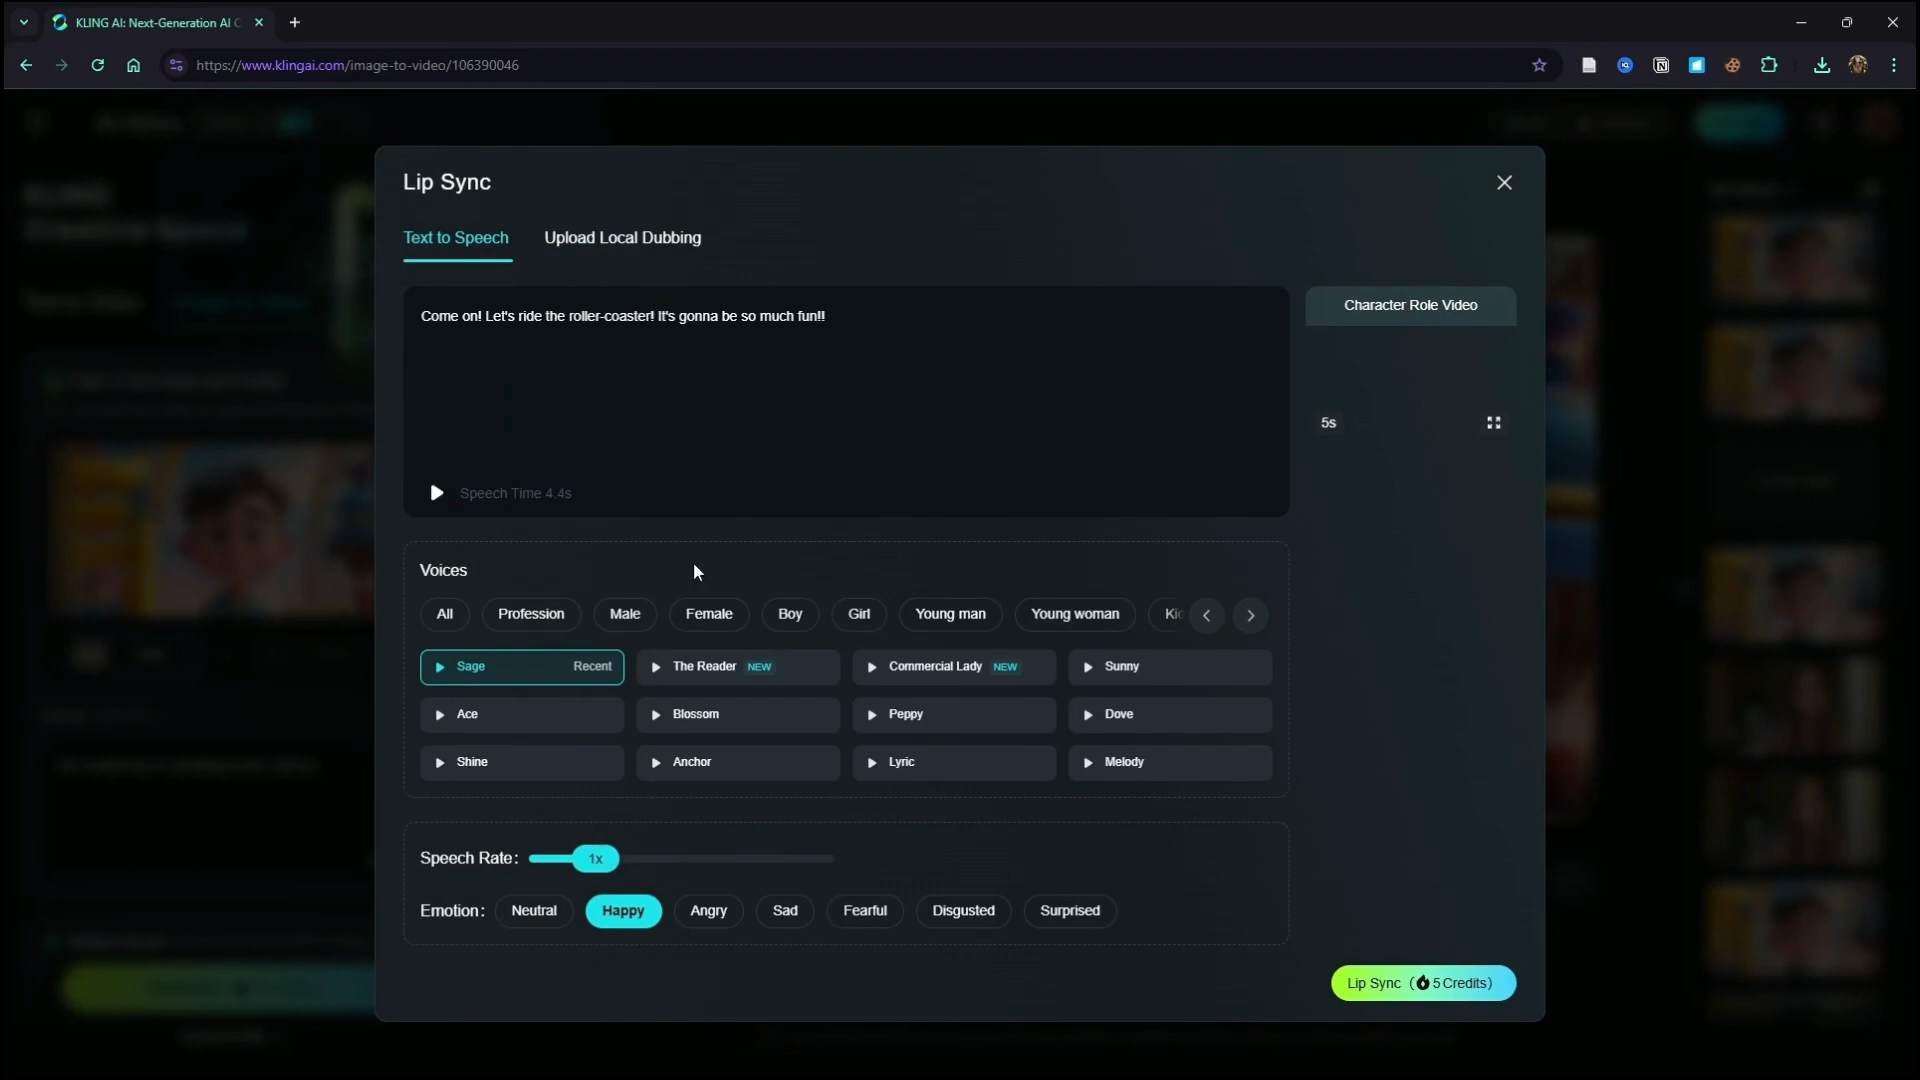 KLING AI: Next-Generation AI C
https://www.klingai.com/image-to-video/106390046
Lip Sync
Text to Speech
Upload Local Dubbing
Come on! Let's ride the roller-coaster! It's gonna be so much fun!!
Character Role Video
5s
Speech Time 4.4s
Voices
All
Profession
Male
Female
Boy
Girl
Young man
Young woman
Sage
Recent
The Reader NEW
Commercial Lady NEW
Sunny
Ace
Blossom
Peppy
Dove
Shine
Anchor
Lyric
Melody
Speech Rate: 1x
Emotion: Neutral Happy Angry Sad Fearful Disgusted Surprised
Lip Sync (5 Credits)